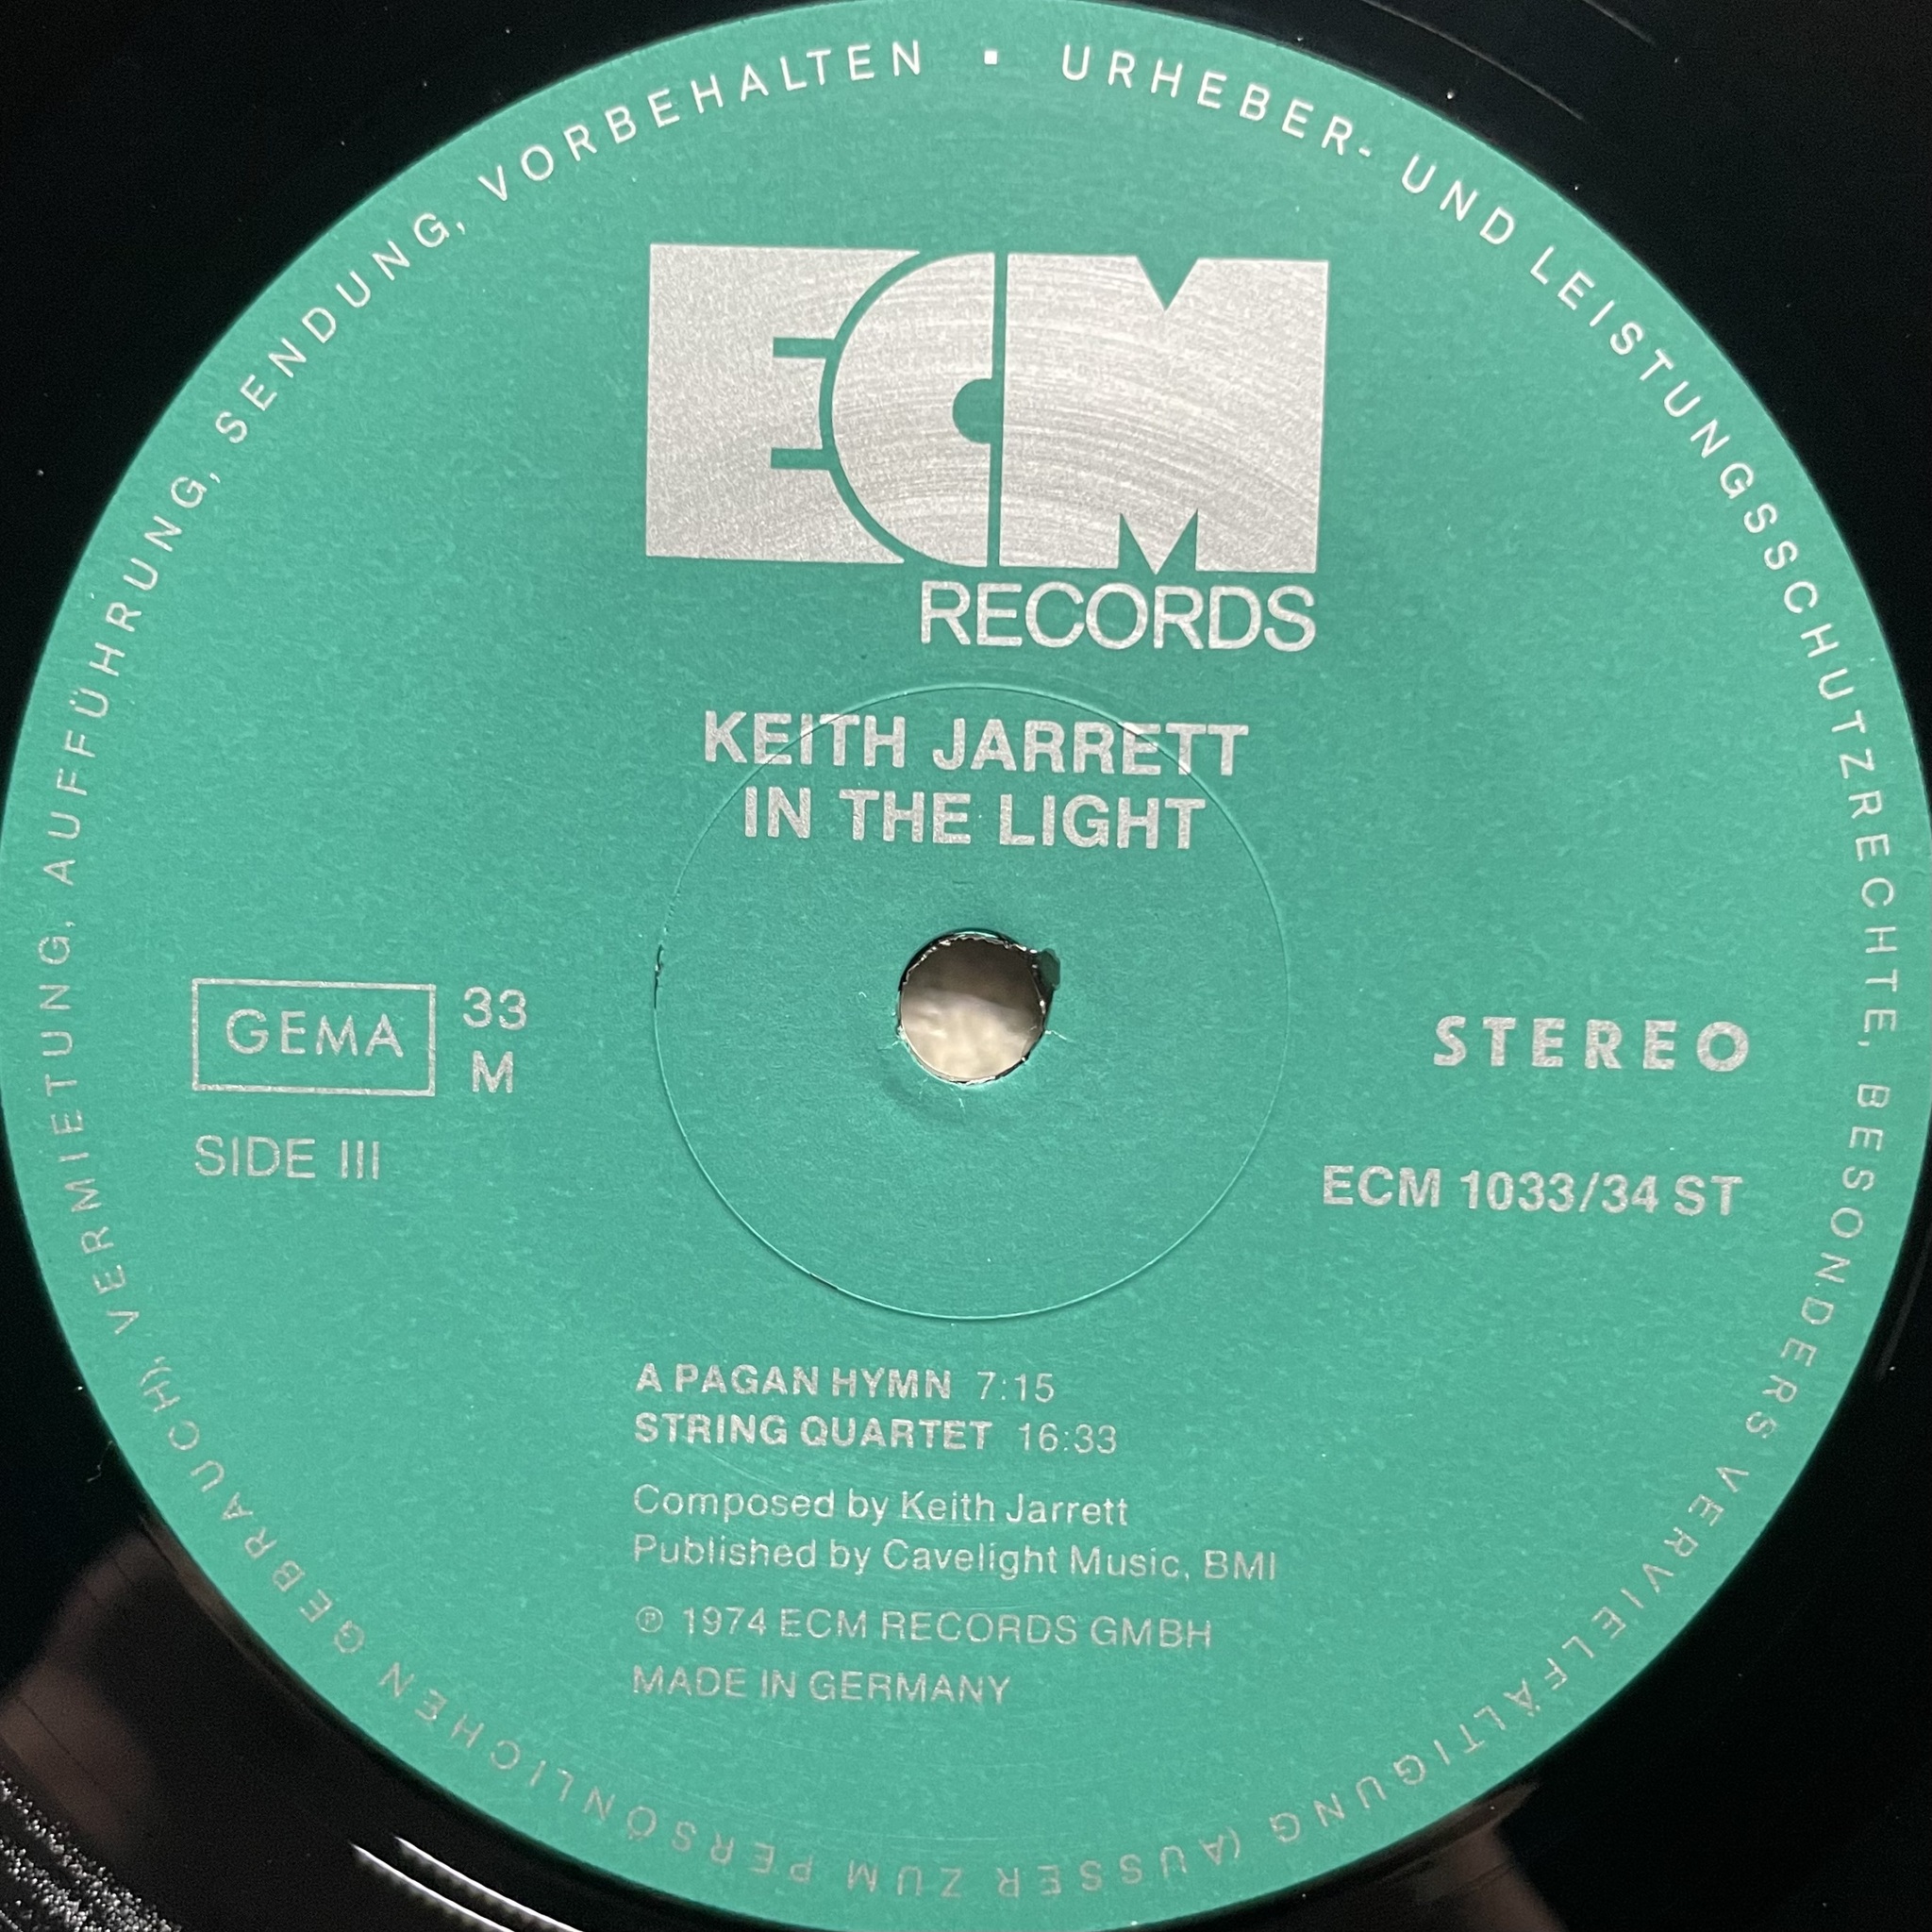 URHEBER- UND LEISTUNGSSCHUTZRECHTE, BESONDERS VERVIELFÄLTIGUNG (AUSSER ZUM PERSÖNLICHEN GEBRAUCH), VERMIETUNG, AUFFÜHRUNG, SENDUNG, VORBEHALTEN ▪
ECM
RECORDS
KEITH JARRETT
IN THE LIGHT
GEMA
33
M
STEREO
SIDE III
ECM 1033/34 ST
A PAGAN HYMN 7:15
STRING QUARTET 16:33
Composed by Keith Jarrett
Published by Cavelight Music, BMI
℗ 1974 ECM RECORDS GMBH
MADE IN GERMANY